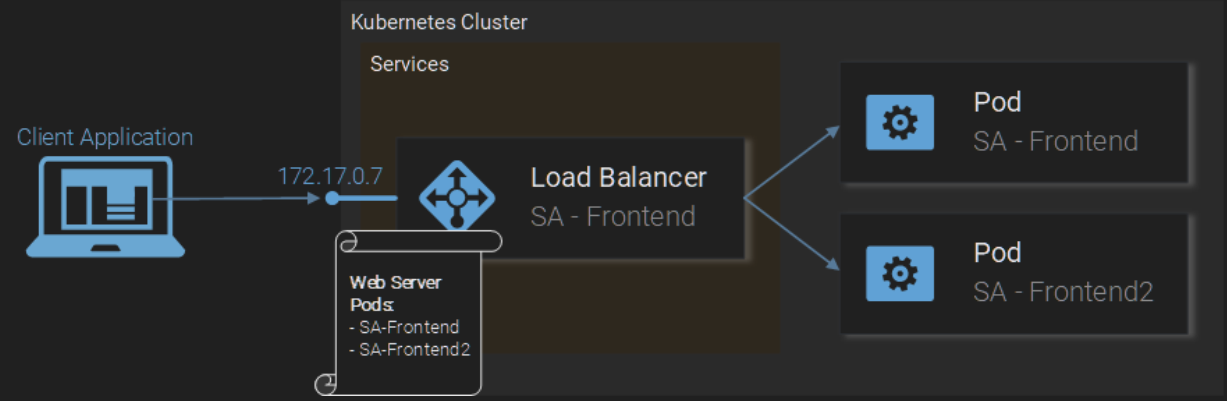 Kubernetes Cluster
Services
Client Application
172.17.0.7
Load Balancer
SA - Frontend
Web Server
Pods:
- SA-Frontend
- SA-Frontend2
Pod
SA - Frontend
Pod
SA - Frontend2